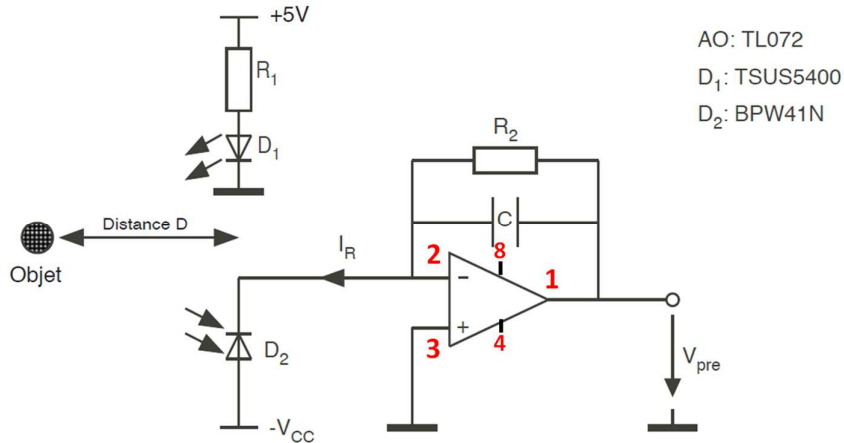 +5V
R1
D1
AO: TL072
D1: TSUS5400
D2: BPW41N
R2
C
Distance D
Objet
IR
2
8
1
-
+
3
4
D2
Vpre
-VCC